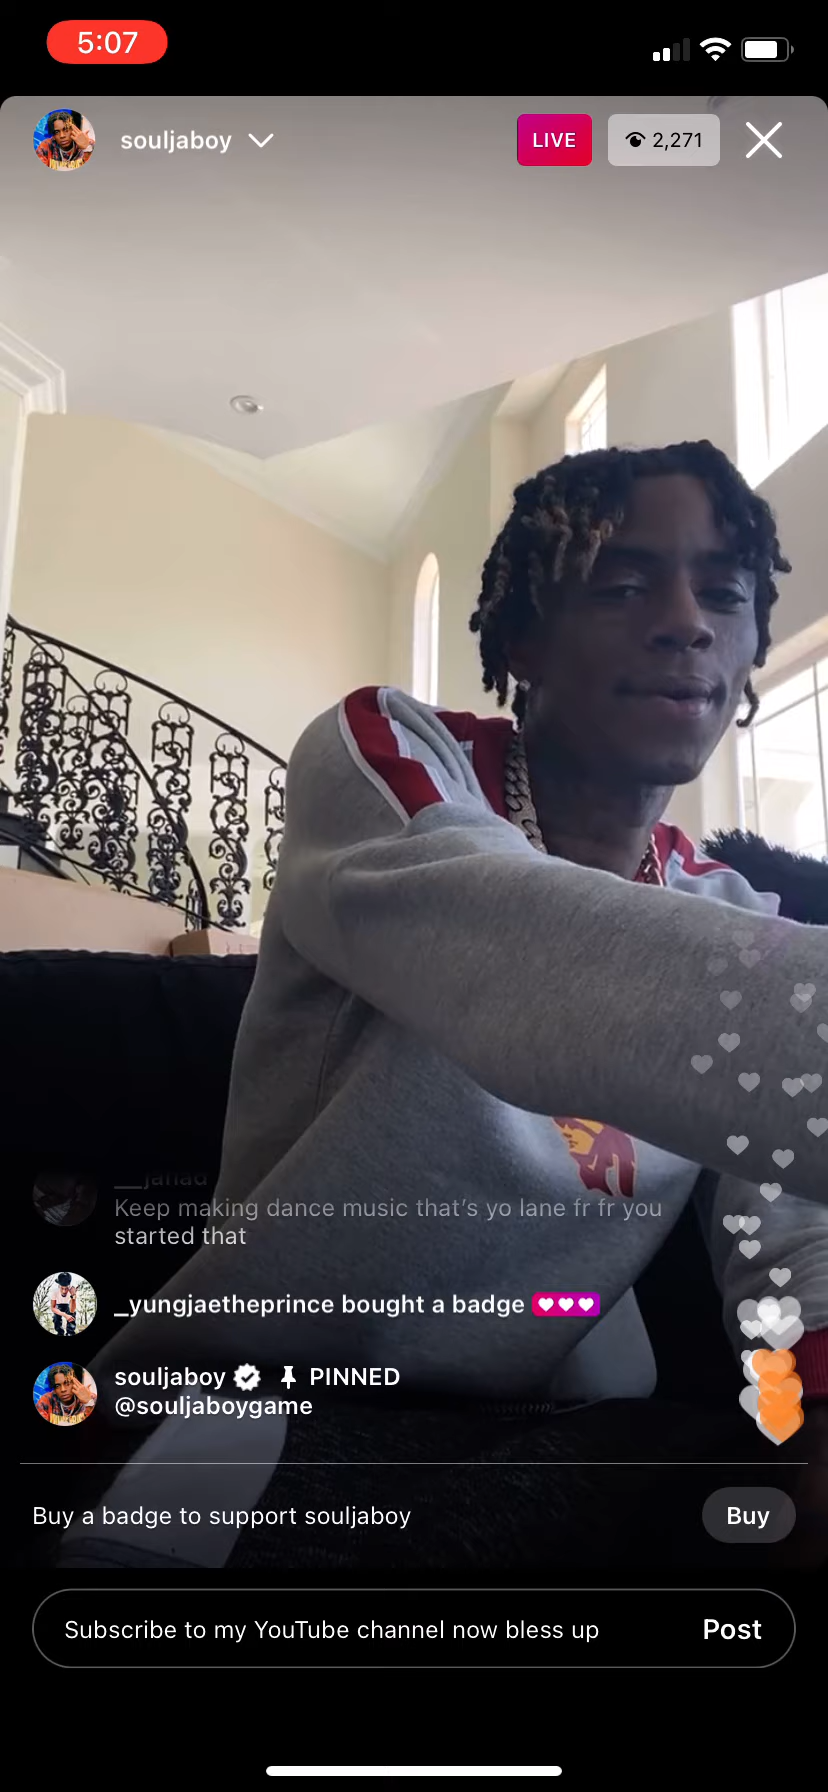 5:07
souljaboy
LIVE
2,271
__jahad
Keep making dance music that's yo lane fr fr you
started that
_yungjaetheprince bought a badge
souljaboy PINNED
@souljaboygame
Buy a badge to support souljaboy
Buy
Subscribe to my YouTube channel now bless up
Post